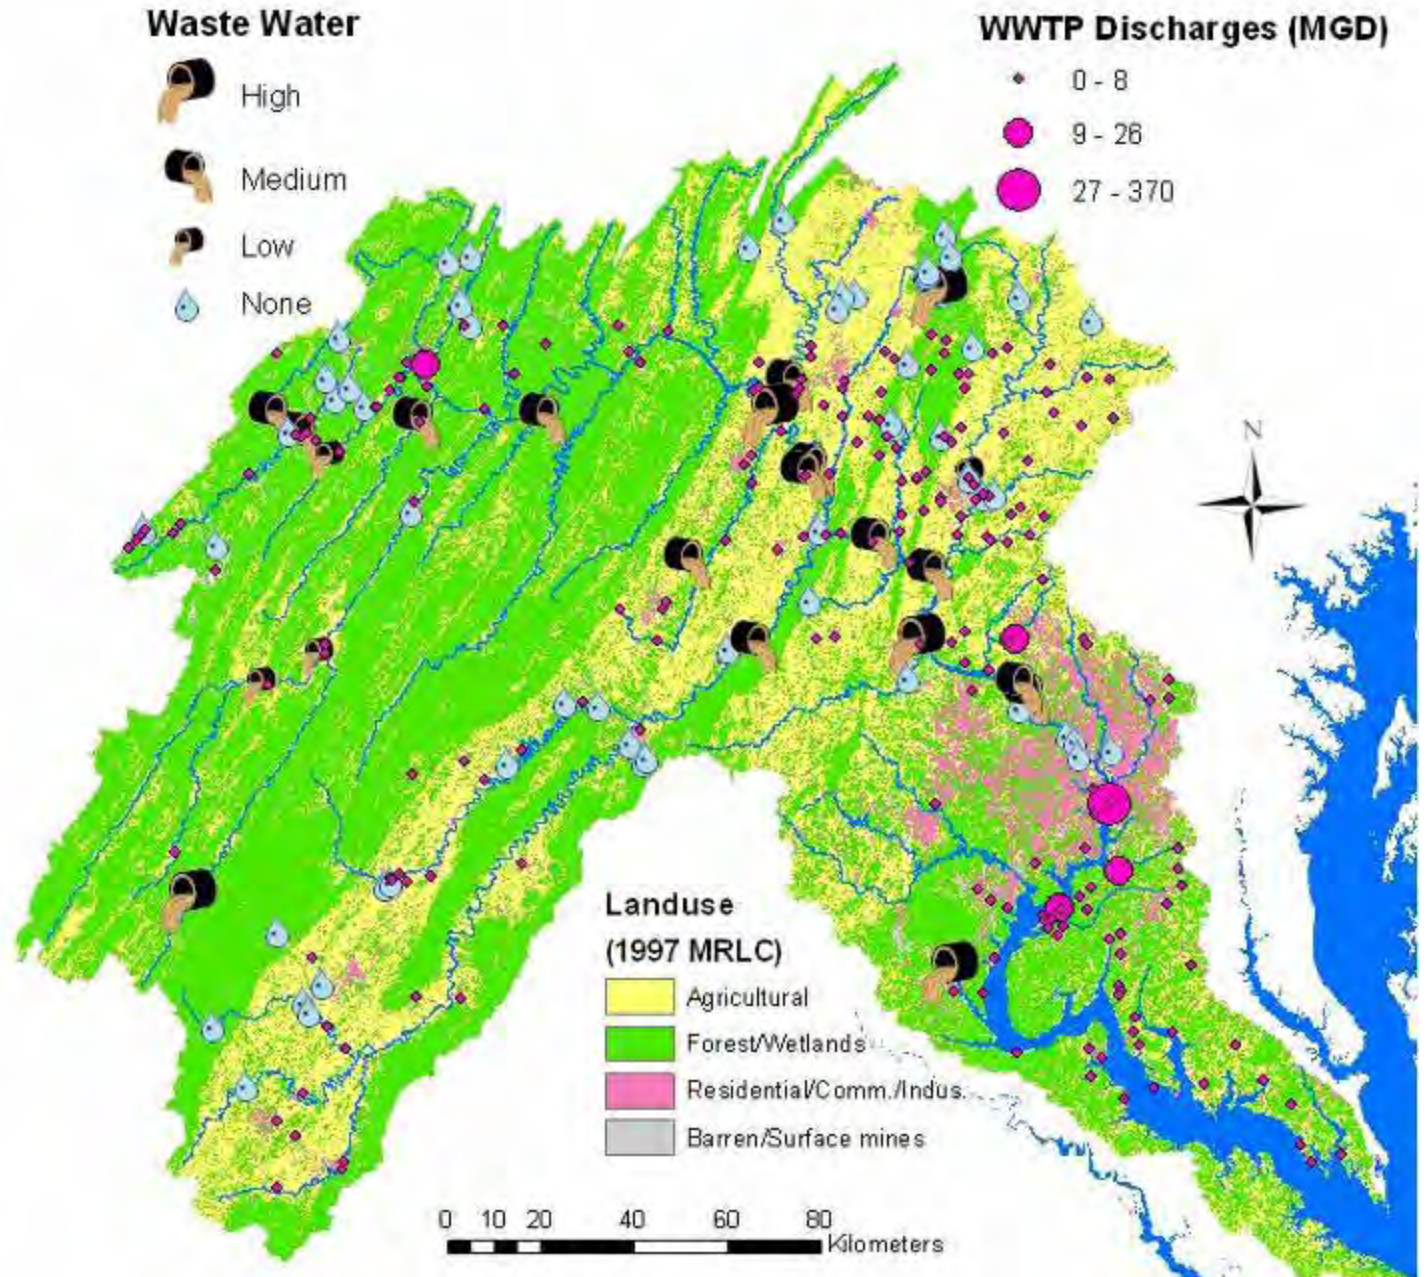 Waste Water
High
Medium
Low
None
WWTP Discharges (MGD)
0 - 8
9 - 26
27 - 370
N
Landuse
(1997 MRLC)
Agricultural
Forest/Wetlands
Residential/Comm./Indus.
Barren/Surface mines
0 10 20 40 60 80
Kilometers